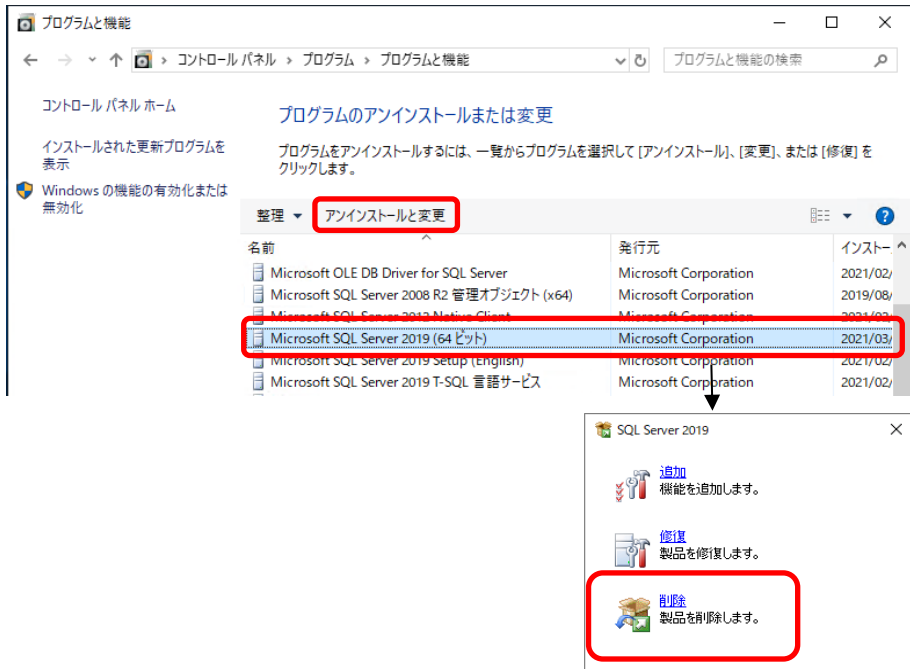 プログラムと機能
コントロール パネル › プログラム › プログラムと機能
プログラムと機能の検索
コントロール パネル ホーム
インストールされた更新プログラムを
表示
Windows の機能の有効化または
無効化
プログラムのアンインストールまたは変更
プログラムをアンインストールするには、一覧からプログラムを選択して [アンインストール]、[変更]、または [修復] を
クリックします。
整理 アンインストールと変更
名前 発行元 インストー
Microsoft OLE DB Driver for SQL Server Microsoft Corporation 2021/02/
Microsoft SQL Server 2008 R2 管理オブジェクト (x64) Microsoft Corporation 2019/08/
Microsoft SQL Server 2012 Native Client Microsoft Corporation
Microsoft SQL Server 2019 (64 ビット) Microsoft Corporation 2021/03/
Microsoft SQL Server 2019 Setup (English) Microsoft Corporation 2021/02/
Microsoft SQL Server 2019 T-SQL 言語サービス Microsoft Corporation 2021/02/
SQL Server 2019
追加
機能を追加します。
修復
製品を修復します。
削除
製品を削除します。